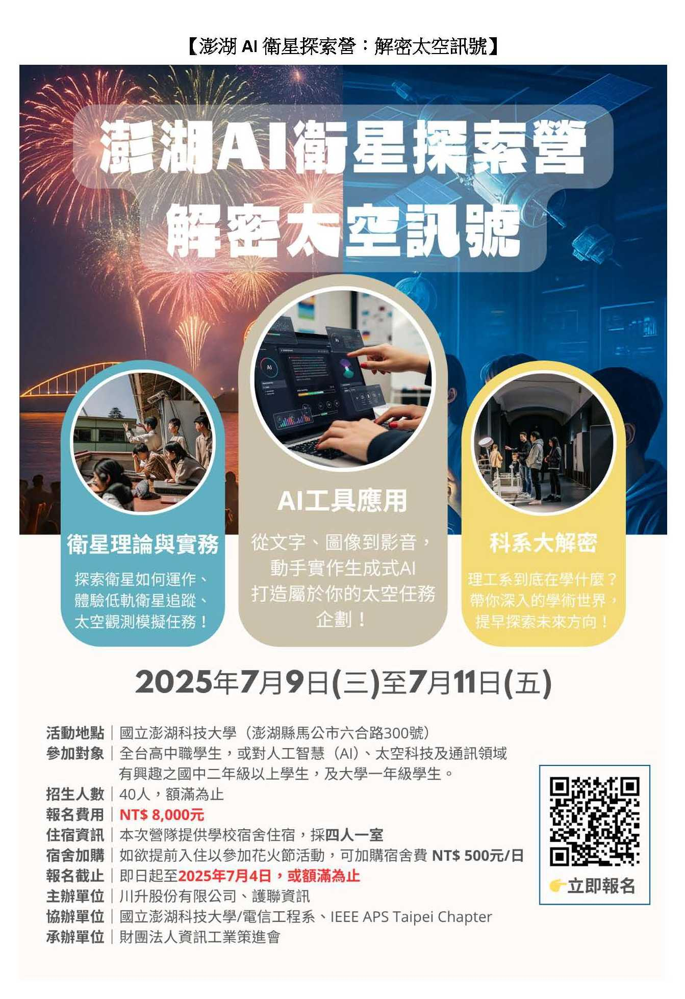 【澎湖 AI 衛星探索營：解密太空訊號】
澎湖AI衛星探索營
解密太空訊號
AI
AI
AI工具應用
從文字、圖像到影音，
動手實作生成式AI
打造屬於你的太空任務
企劃！
衛星理論與實務
探索衛星如何運作、
體驗低軌衛星追蹤、
太空觀測模擬任務！
科系大解密
理工系到底在學什麼？
帶你深入的學術世界，
提早探索未來方向！
2025年7月9日(三)至7月11日(五)
活動地點｜國立澎湖科技大學（澎湖縣馬公市六合路300號）
參加對象｜全台高中職學生，或對人工智慧（AI）、太空科技及通訊領域
有興趣之國中二年級以上學生，及大學一年級學生。
招生人數｜40人，額滿為止
報名費用｜NT$ 8,000元
住宿資訊｜本次營隊提供學校宿舍住宿，採四人一室
宿舍加購｜如欲提前入住以參加花火節活動，可加購宿舍費 NT$ 500元/日
報名截止｜即日起至2025年7月4日，或額滿為止
主辦單位｜川升股份有限公司、護聯資訊
協辦單位｜國立澎湖科技大學/電信工程系、IEEE APS Taipei Chapter
承辦單位｜財團法人資訊工業策進會
👉立即報名